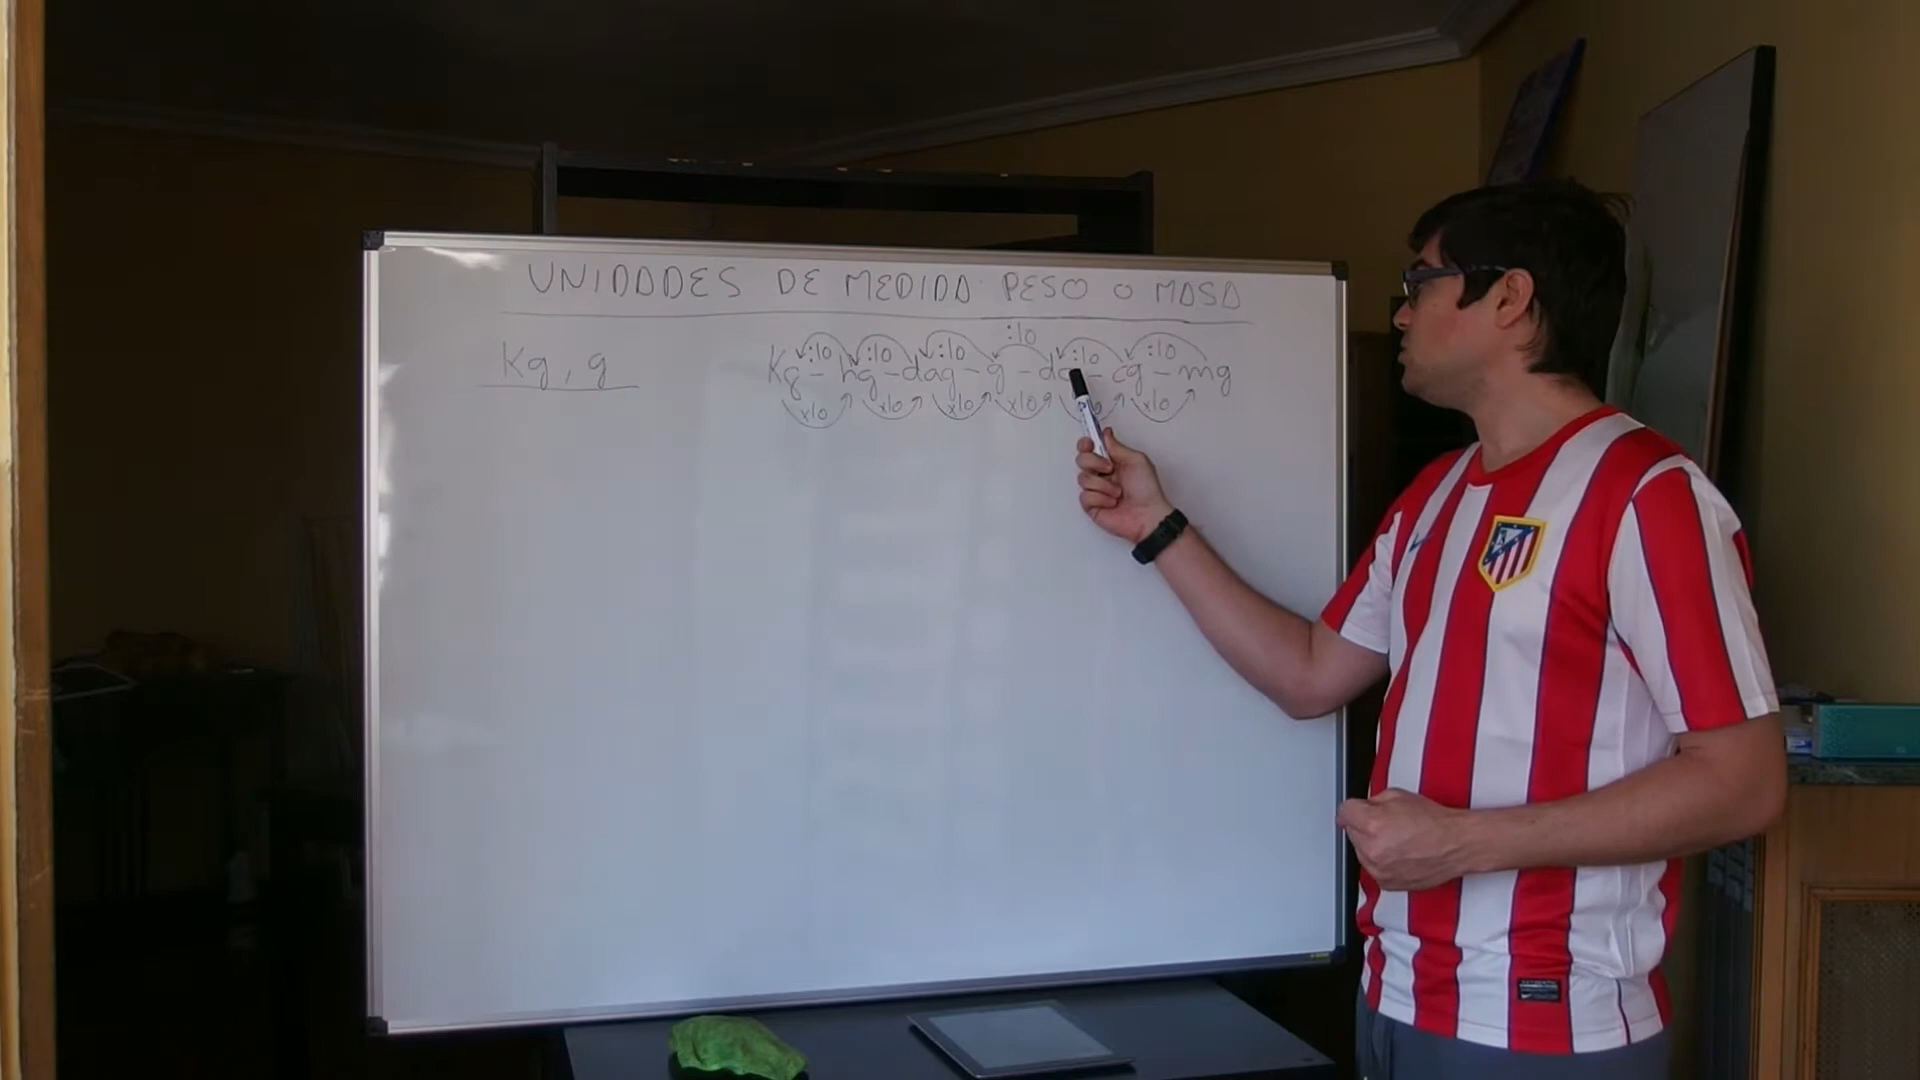 UNIDADES DE MEDIDA PESO O MASA
:10
Kg, g
:10 :10 :10 :10 :10
Kg - hg - dag - g - dg - cg - mg
x10 x10 x10 x10 x10